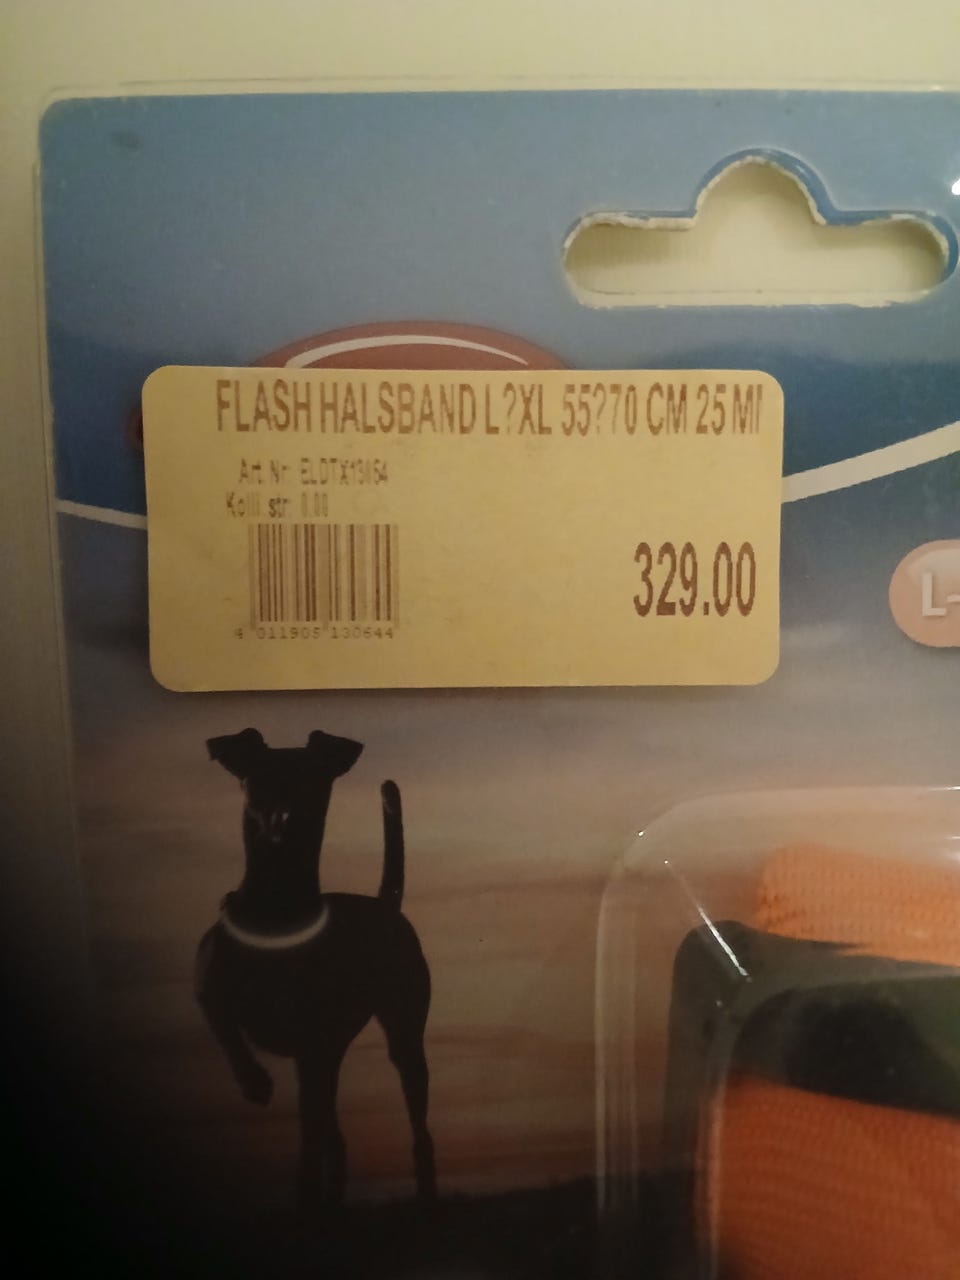 FLASH HALSBAND L?XL 55?70 CM 25 MI
Art. Nr: ELDTX13064
Kolli str: 0.00
329.00
4 011905 130644
L-